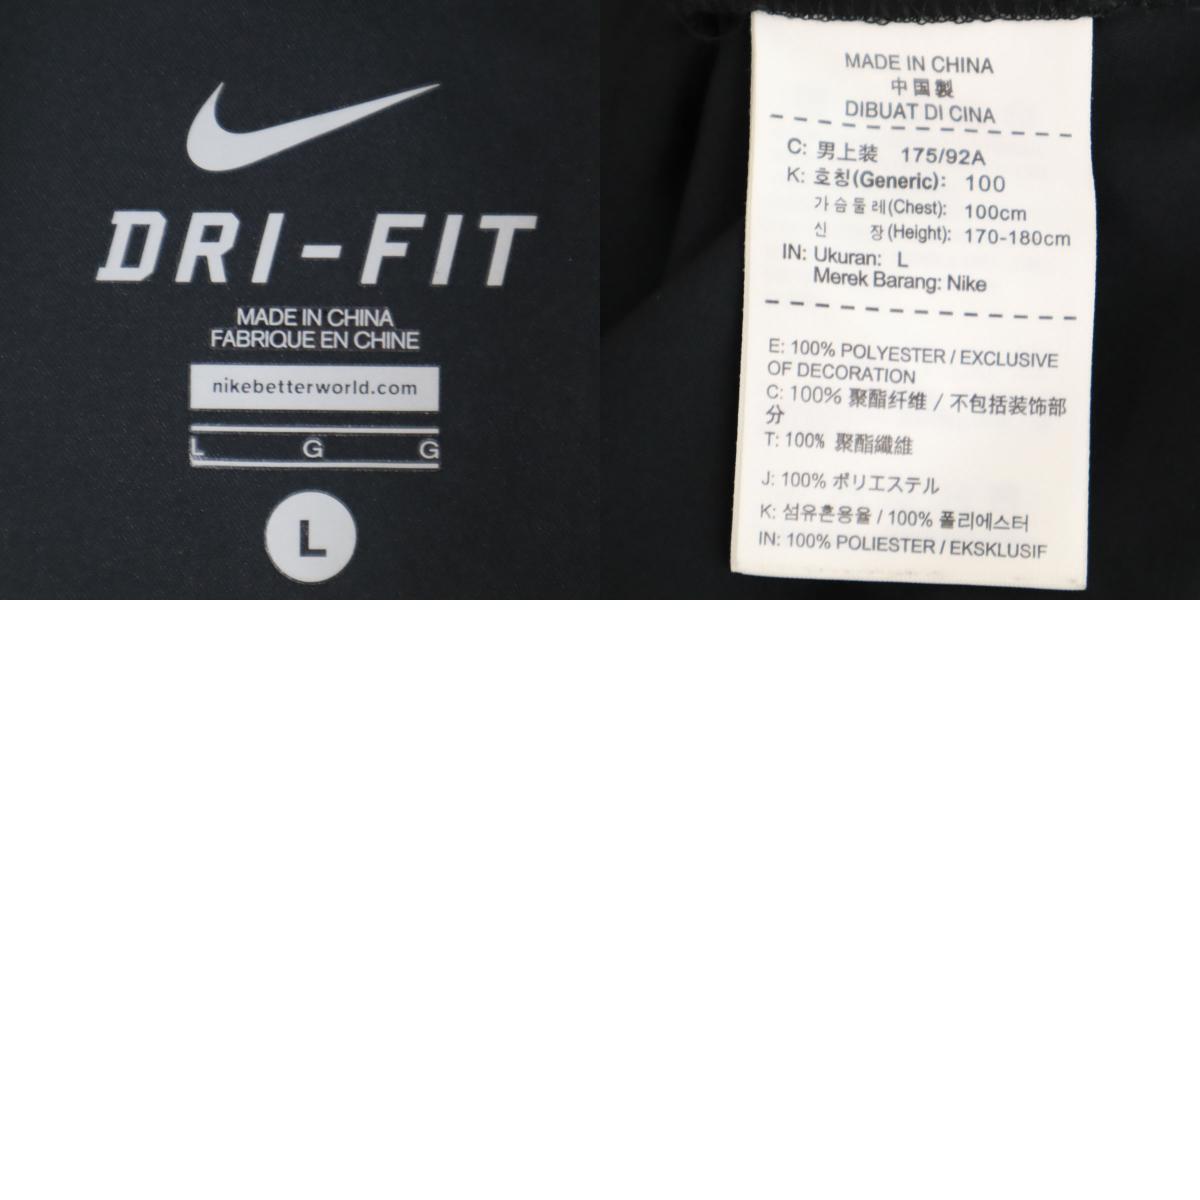 DRI-FIT
MADE IN CHINA
FABRIQUE EN CHINE
nikebetterworld.com
L G G
L
MADE IN CHINA
中国製
DIBUAT DI CINA
C: 男上装 175/92A
K: 호칭(Generic): 100
가슴둘레(Chest): 100cm
신 장(Height): 170-180cm
IN: Ukuran: L
Merek Barang: Nike
E: 100% POLYESTER / EXCLUSIVE
OF DECORATION
C: 100% 聚酯纤维 / 不包括装饰部
分
T: 100% 聚酯纖維
J: 100% ポリエステル
K: 섬유혼용율 / 100% 폴리에스터
IN: 100% POLIESTER / EKSKLUSIF